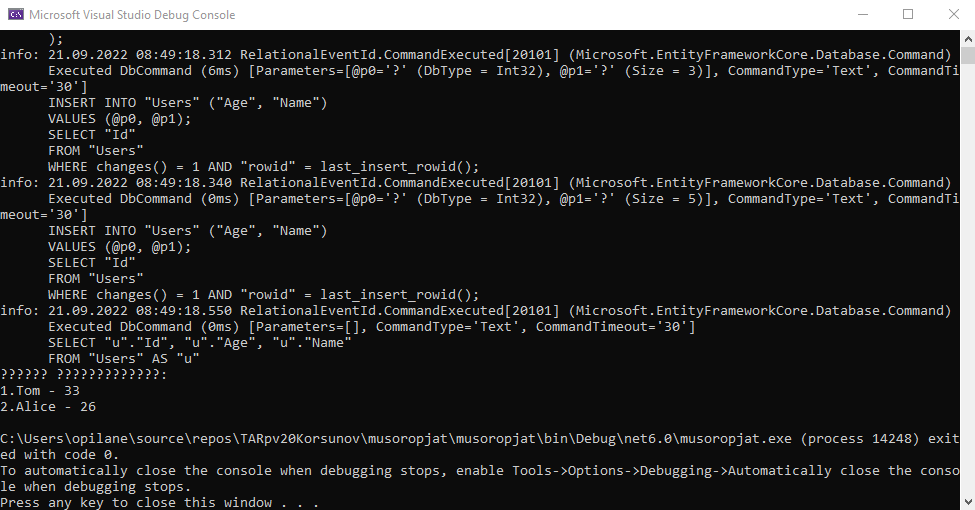 Microsoft Visual Studio Debug Console
);
info: 21.09.2022 08:49:18.312 RelationalEventId.CommandExecuted[20101] (Microsoft.EntityFrameworkCore.Database.Command)
Executed DbCommand (6ms) [Parameters=[@p0='?' (DbType = Int32), @p1='?' (Size = 3)], CommandType='Text', CommandTi
meout='30']
INSERT INTO "Users" ("Age", "Name")
VALUES (@p0, @p1);
SELECT "Id"
FROM "Users"
WHERE changes() = 1 AND "rowid" = last_insert_rowid();
info: 21.09.2022 08:49:18.340 RelationalEventId.CommandExecuted[20101] (Microsoft.EntityFrameworkCore.Database.Command)
Executed DbCommand (0ms) [Parameters=[@p0='?' (DbType = Int32), @p1='?' (Size = 5)], CommandType='Text', CommandTi
meout='30']
INSERT INTO "Users" ("Age", "Name")
VALUES (@p0, @p1);
SELECT "Id"
FROM "Users"
WHERE changes() = 1 AND "rowid" = last_insert_rowid();
info: 21.09.2022 08:49:18.550 RelationalEventId.CommandExecuted[20101] (Microsoft.EntityFrameworkCore.Database.Command)
Executed DbCommand (0ms) [Parameters=[], CommandType='Text', CommandTimeout='30']
SELECT "u"."Id", "u"."Age", "u"."Name"
FROM "Users" AS "u"
?????? ?????????????:
1.Tom - 33
2.Alice - 26
C:\Users\opilane\source\repos\TARpv20Korsunov\musoropjat\musoropjat\bin\Debug\net6.0\musoropjat.exe (process 14248) exit
ed with code 0.
To automatically close the console when debugging stops, enable Tools->Options->Debugging->Automatically close the conso
le when debugging stops.
Press any key to close this window . . .